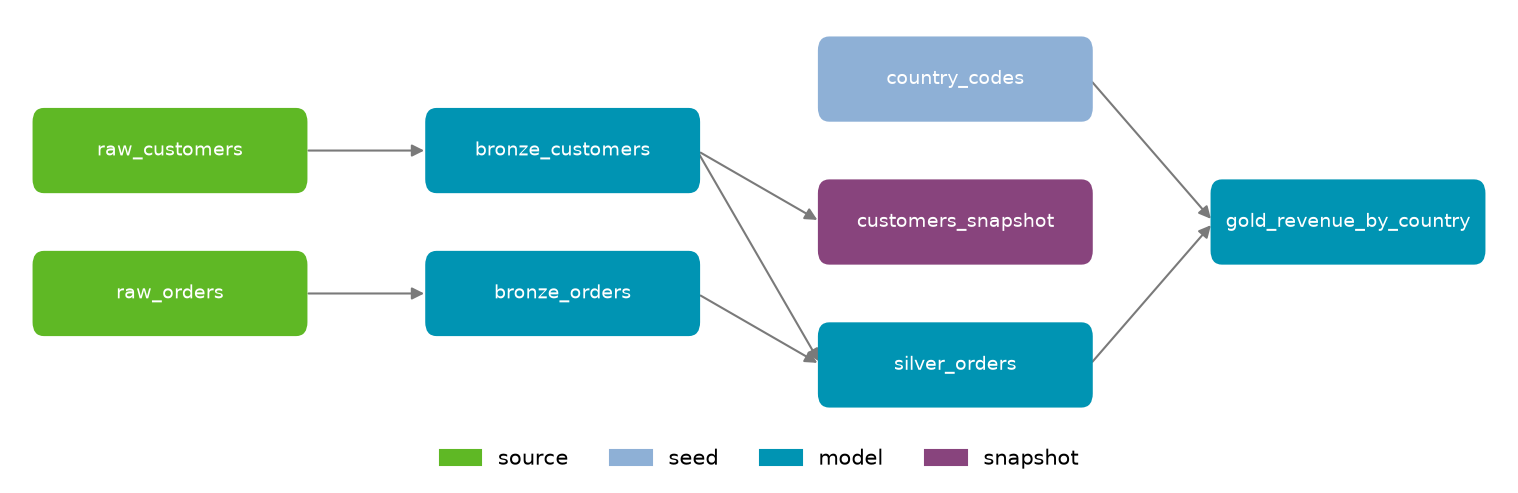 country_codes
raw_customers
bronze_customers
customers_snapshot
gold_revenue_by_country
raw_orders
bronze_orders
silver_orders
source
seed
model
snapshot